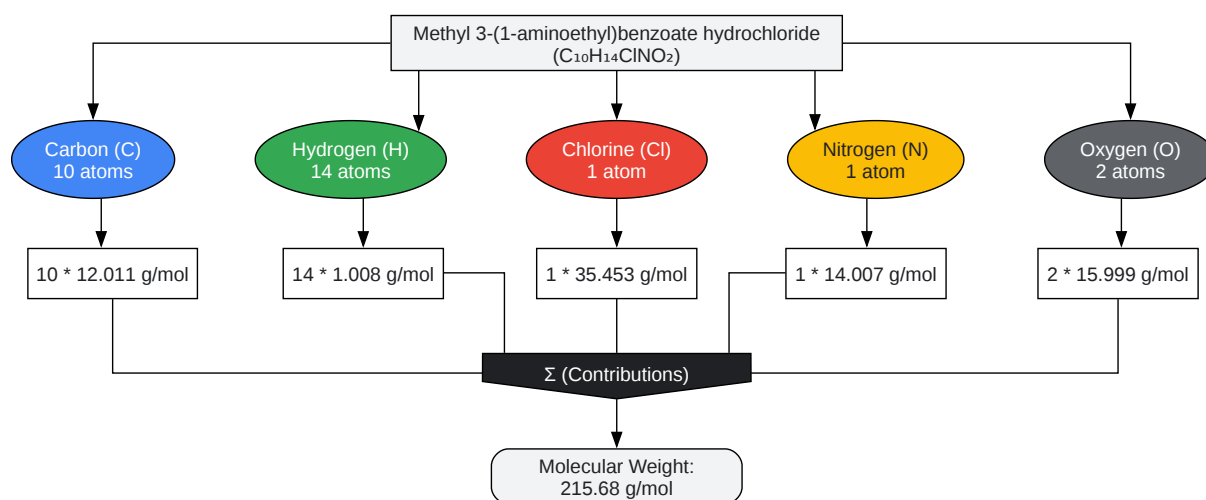 Methyl 3-(1-aminoethyl)benzoate hydrochloride
(C₁₀H₁₄ClNO₂)
Carbon (C)
10 atoms
Hydrogen (H)
14 atoms
Chlorine (Cl)
1 atom
Nitrogen (N)
1 atom
Oxygen (O)
2 atoms
10 * 12.011 g/mol
14 * 1.008 g/mol
1 * 35.453 g/mol
1 * 14.007 g/mol
2 * 15.999 g/mol
Σ (Contributions)
Molecular Weight:
215.68 g/mol